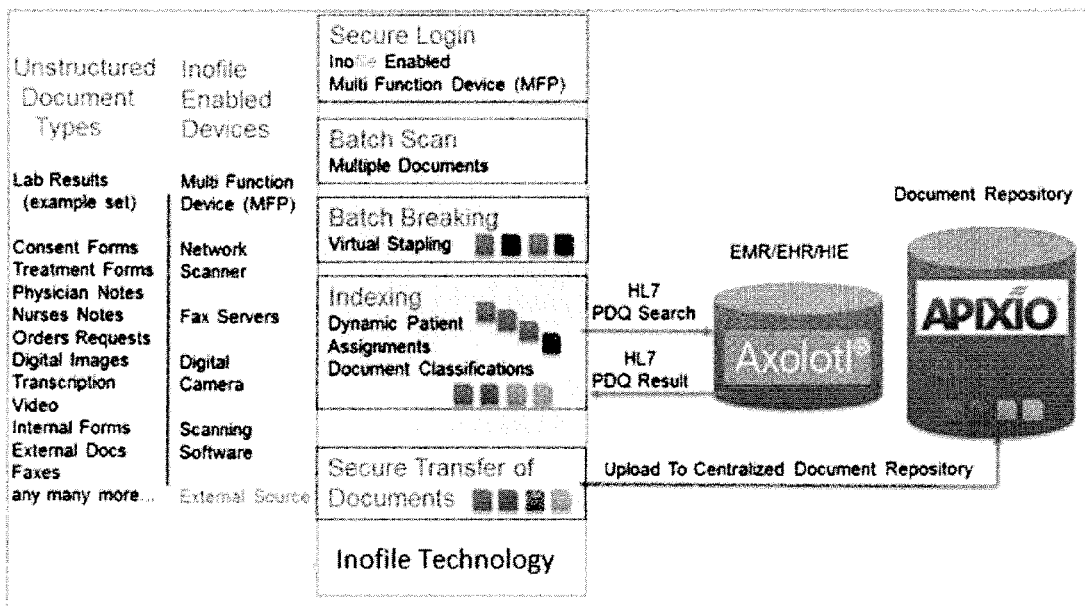 Unstructured
Document
Types
Lab Results
(example set)
Consent Forms
Treatment Forms
Physician Notes
Nurses Notes
Orders Requests
Digital Images
Transcription
Video
Internal Forms
External Docs
Faxes
any many more...
Inofile
Enabled
Devices
Multi Function
Device (MFP)
Network
Scanner
Fax Servers
Digital
Camera
Scanning
Software
External Source
Secure Login
Inofile Enabled
Multi Function Device (MFP)
Batch Scan
Multiple Documents
Batch Breaking
Virtual Stapling
Indexing
Dynamic Patient
Assignments
Document Classifications
Secure Transfer of
Documents
Inofile Technology
HL7
PDQ Search
HL7
PDQ Result
EMR/EHR/HIE
Axolotl®
Document Repository
APIXIO
Upload To Centralized Document Repository